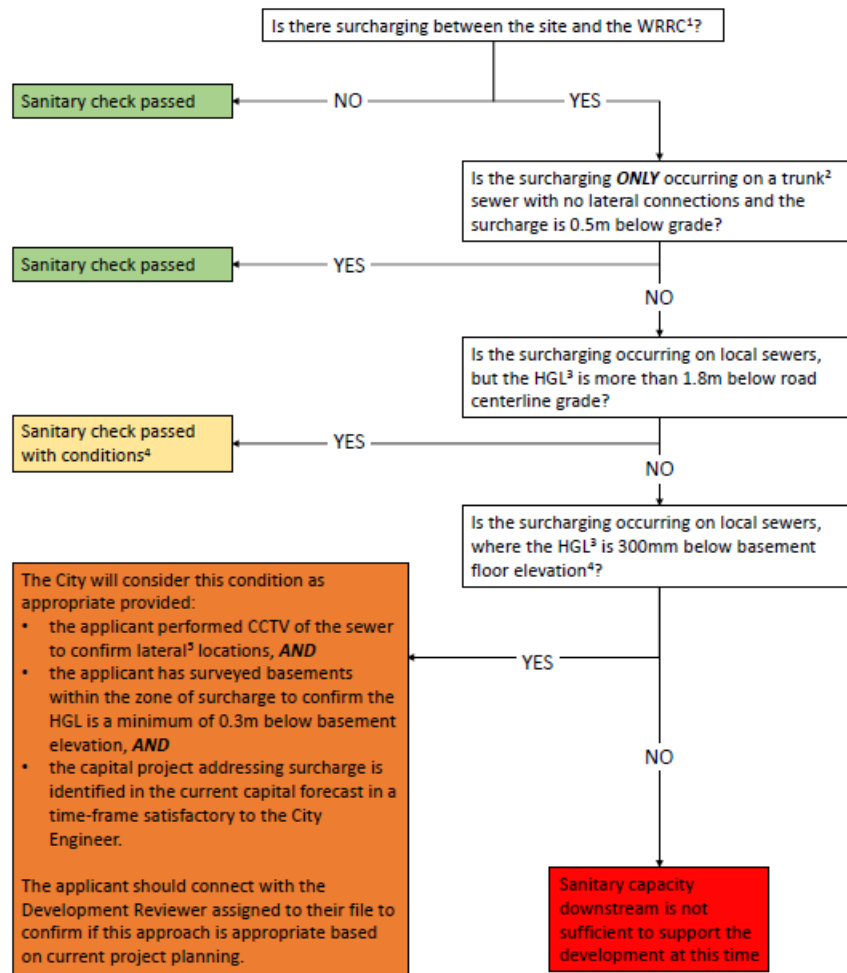 Is there surcharging between the site and the WRRC¹?
Sanitary check passed
NO
YES
Is the surcharging ONLY occurring on a trunk²
sewer with no lateral connections and the
surcharge is 0.5m below grade?
Sanitary check passed
YES
NO
Is the surcharging occurring on local sewers,
but the HGL³ is more than 1.8m below road
centerline grade?
Sanitary check passed
with conditions⁴
YES
NO
Is the surcharging occurring on local sewers,
where the HGL³ is 300mm below basement
floor elevation⁴?
The City will consider this condition as
appropriate provided:
• the applicant performed CCTV of the sewer
to confirm lateral⁵ locations, AND
• the applicant has surveyed basements
within the zone of surcharge to confirm the
HGL is a minimum of 0.3m below basement
elevation, AND
• the capital project addressing surcharge is
identified in the current capital forecast in a
time-frame satisfactory to the City
Engineer.
The applicant should connect with the
Development Reviewer assigned to their file to
confirm if this approach is appropriate based
on current project planning.
YES
NO
Sanitary capacity
downstream is not
sufficient to support the
development at this time